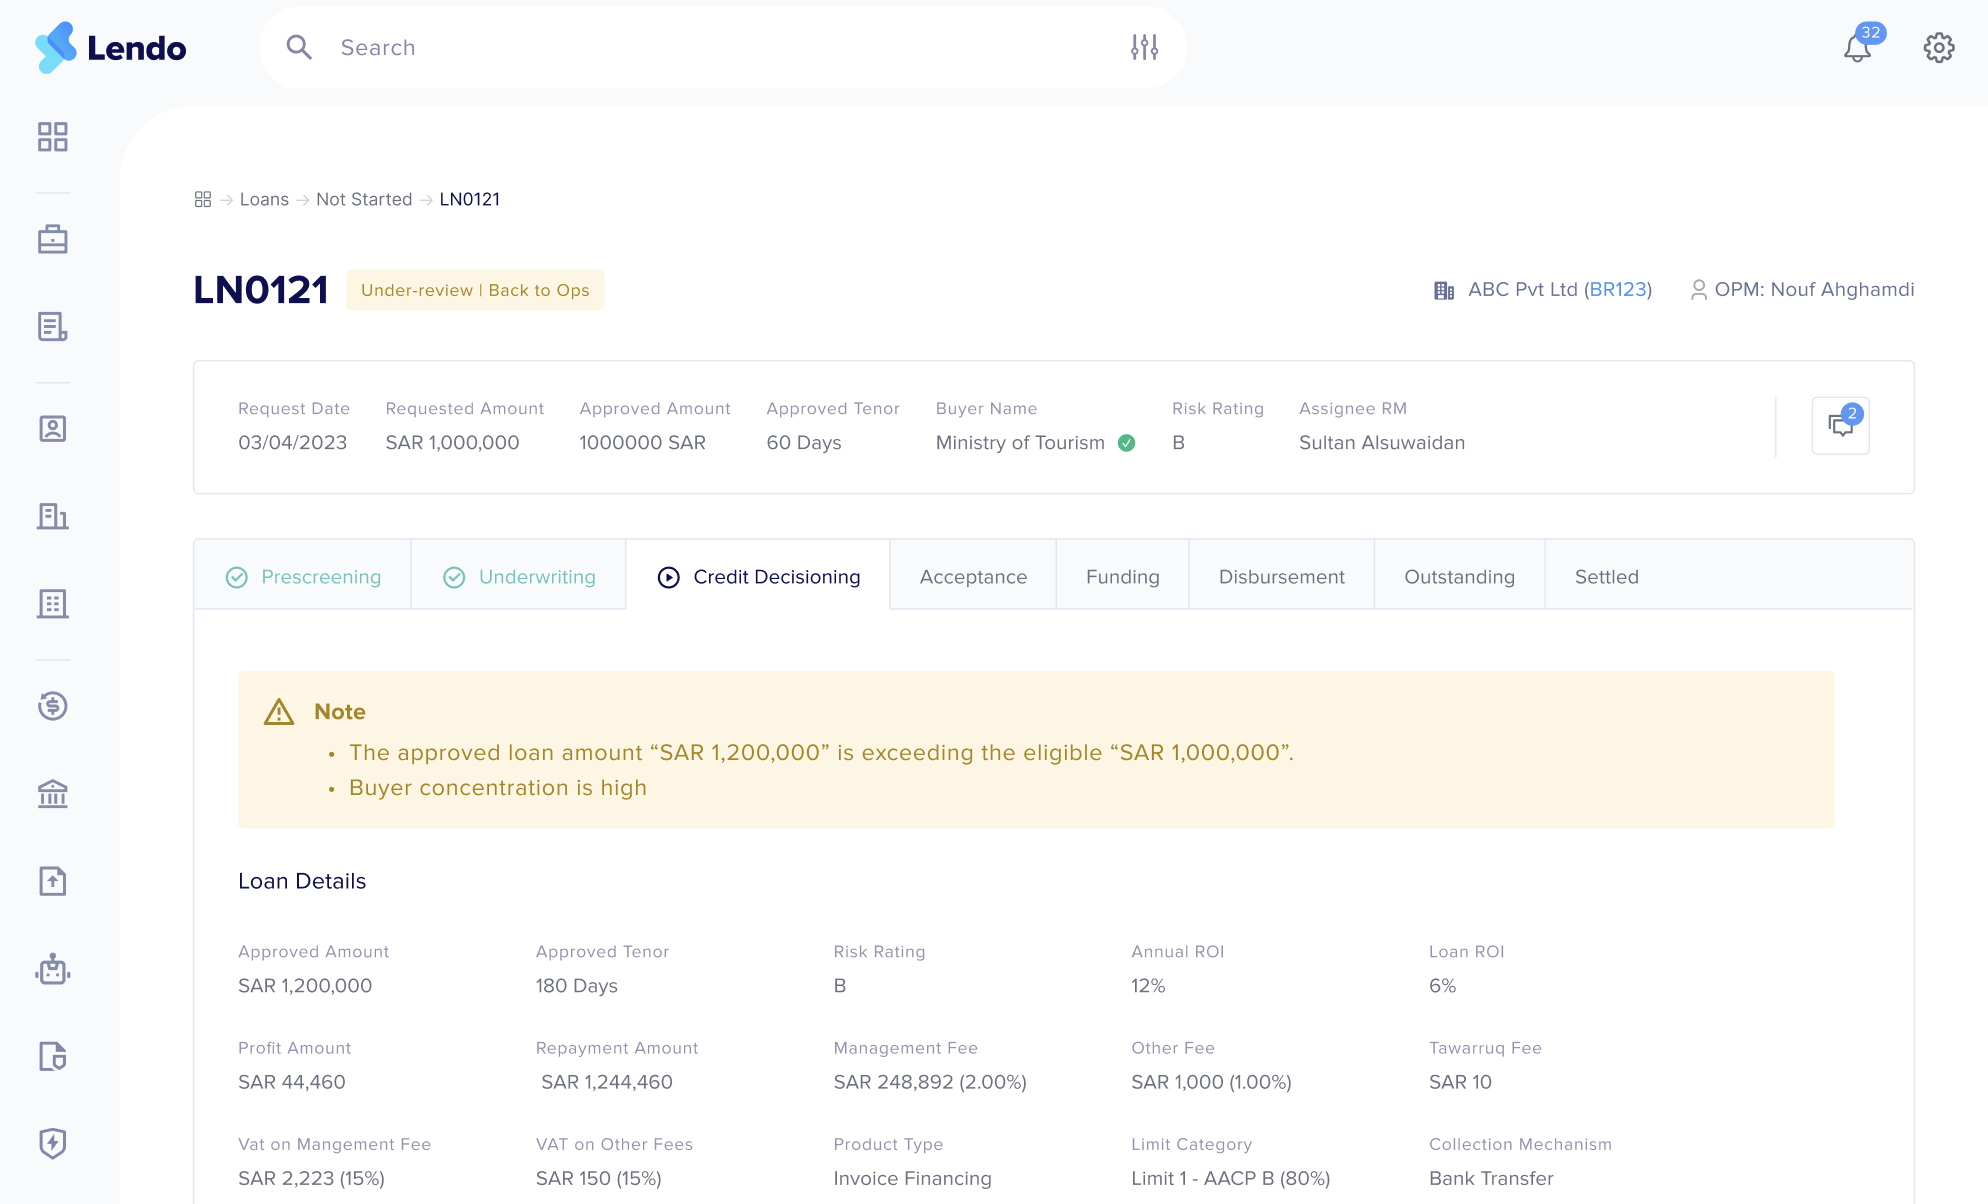 Lendo
Search
32
Loans → Not Started → LN0121
LN0121
Under-review | Back to Ops
ABC Pvt Ltd (BR123)
OPM: Nouf Ahghamdi
Request Date Requested Amount Approved Amount Approved Tenor Buyer Name Risk Rating Assignee RM
2
03/04/2023 SAR 1,000,000 1000000 SAR 60 Days Ministry of Tourism B Sultan Alsuwaidan
Prescreening Underwriting Credit Decisioning Acceptance Funding Disbursement Outstanding Settled
Note
• The approved loan amount “SAR 1,200,000” is exceeding the eligible “SAR 1,000,000”.
• Buyer concentration is high
Loan Details
Approved Amount Approved Tenor Risk Rating Annual ROI Loan ROI
SAR 1,200,000 180 Days B 12% 6%
Profit Amount Repayment Amount Management Fee Other Fee Tawarruq Fee
SAR 44,460 SAR 1,244,460 SAR 248,892 (2.00%) SAR 1,000 (1.00%) SAR 10
Vat on Mangement Fee VAT on Other Fees Product Type Limit Category Collection Mechanism
SAR 2,223 (15%) SAR 150 (15%) Invoice Financing Limit 1 - AACP B (80%) Bank Transfer